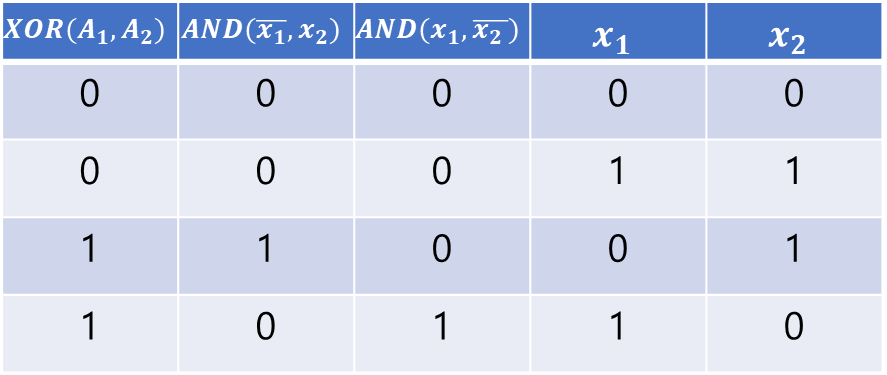 XOR(A₁, A₂) AND(x̅₁̅, x₂) AND(x₁, x̅₂̅) x₁ x₂
0 0 0 0 0
0 0 0 1 1
1 1 0 0 1
1 0 1 1 0